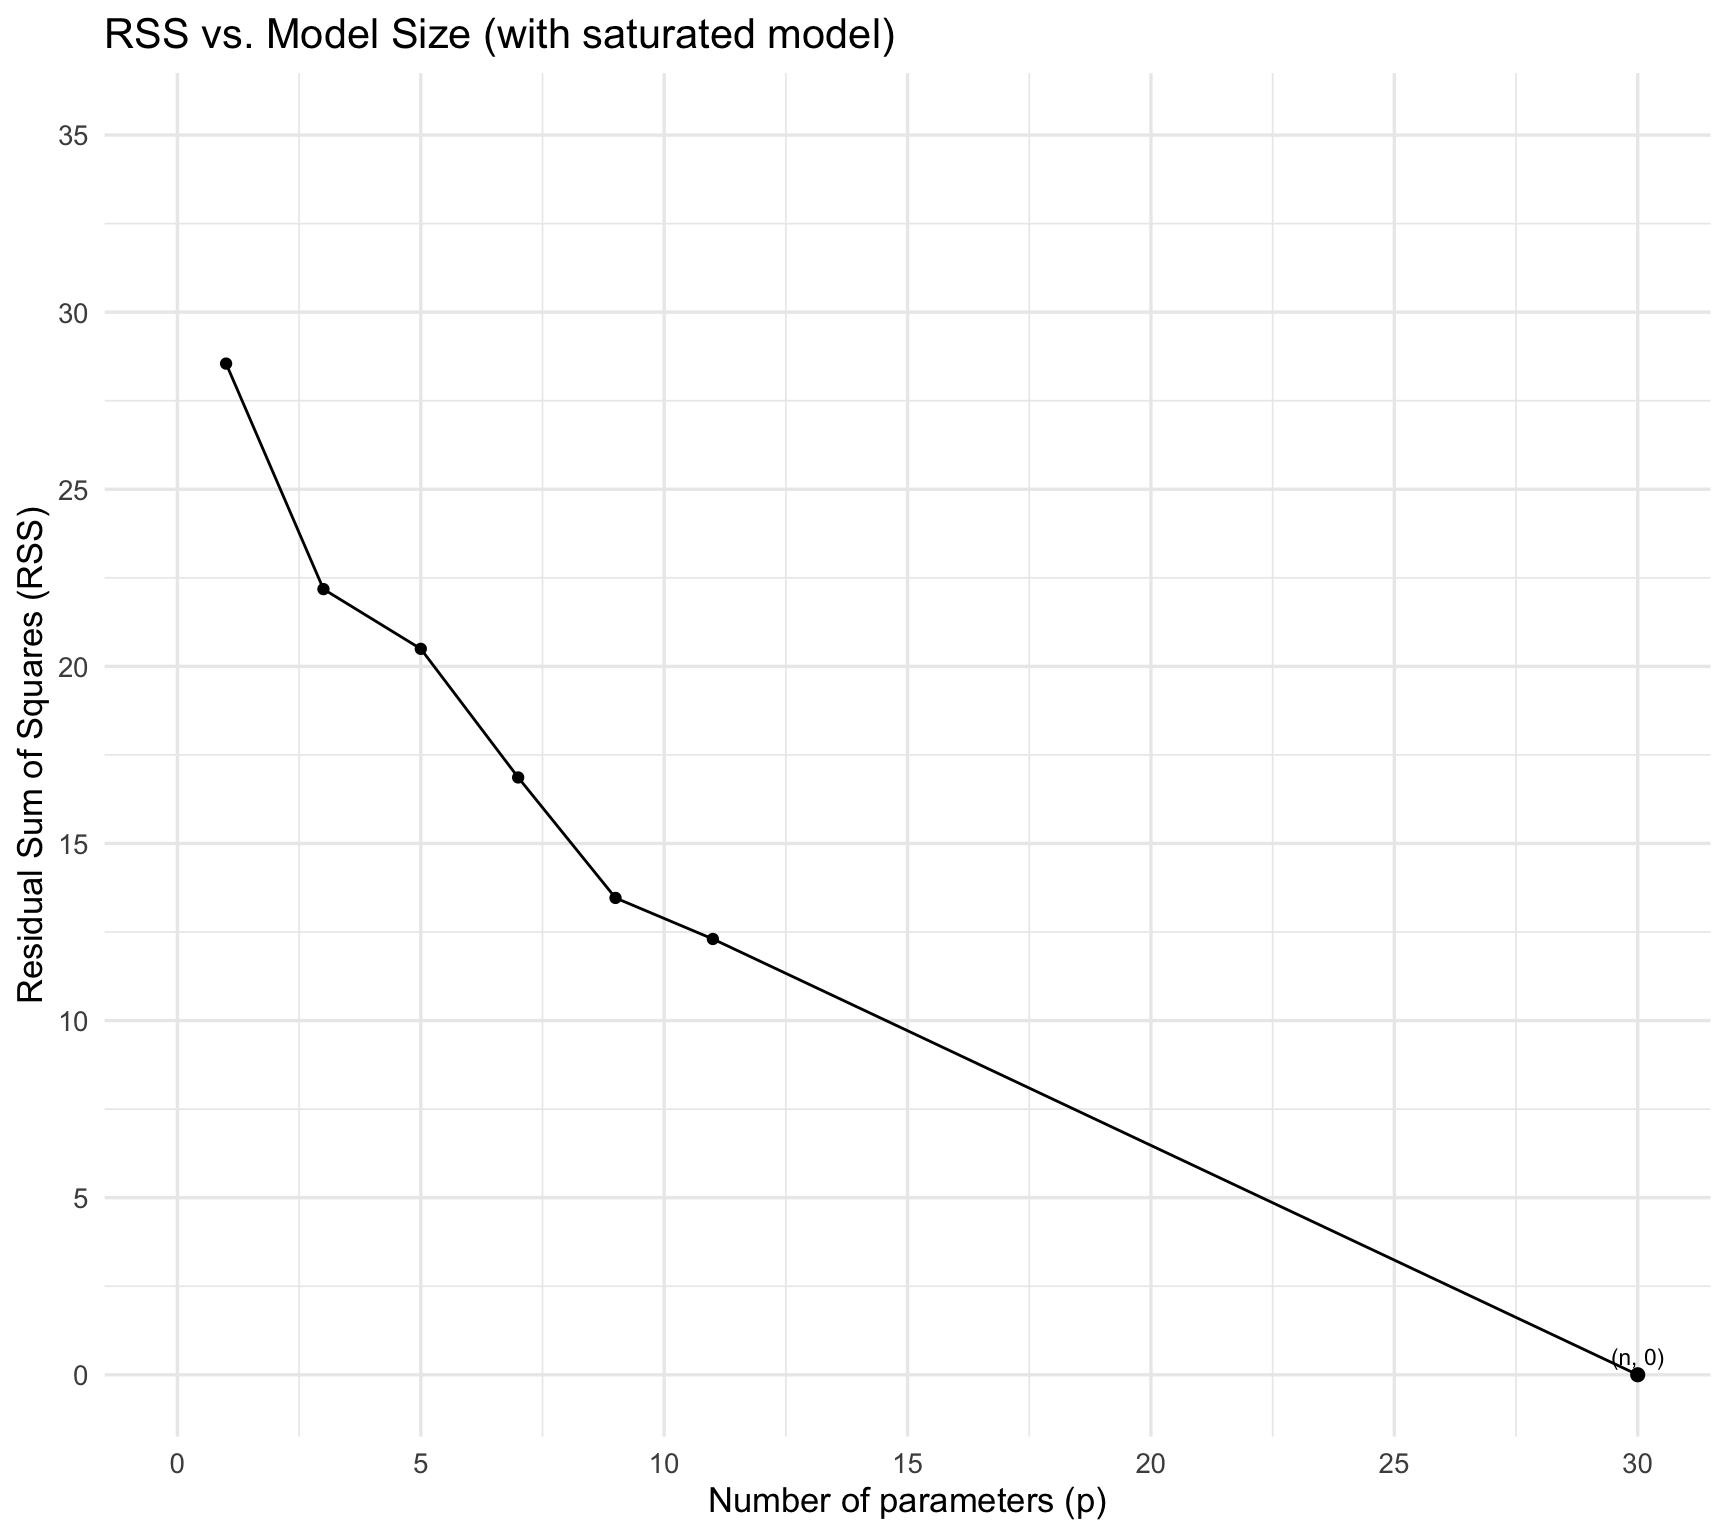 RSS vs. Model Size (with saturated model)
Residual Sum of Squares (RSS)
35
30
25
20
15
10
5
0
(n, 0)
0 5 10 15 20 25 30
Number of parameters (p)